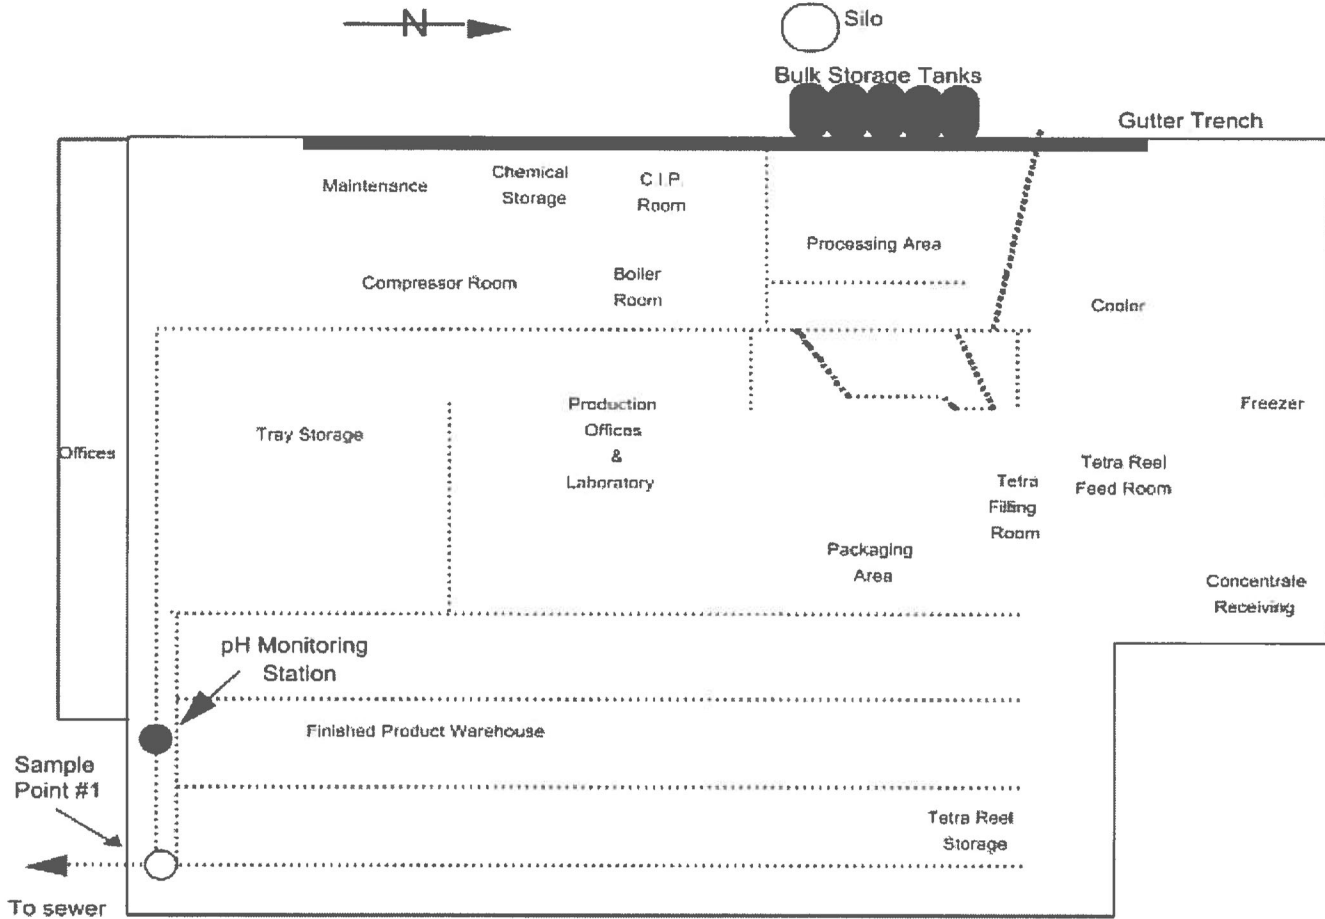 N
Silo
Bulk Storage Tanks
Gutter Trench
Maintenance
Chemical
Storage
C.I.P.
Room
Processing Area
Compressor Room
Boiler
Room
Cooler
Offices
Tray Storage
Production
Offices
&
Laboratory
Freezer
Tetra
Filling
Room
Tetra Reel
Feed Room
Packaging
Area
Concentrate
Receiving
pH Monitoring
Station
Finished Product Warehouse
Sample
Point #1
Tetra Reel
Storage
To sewer